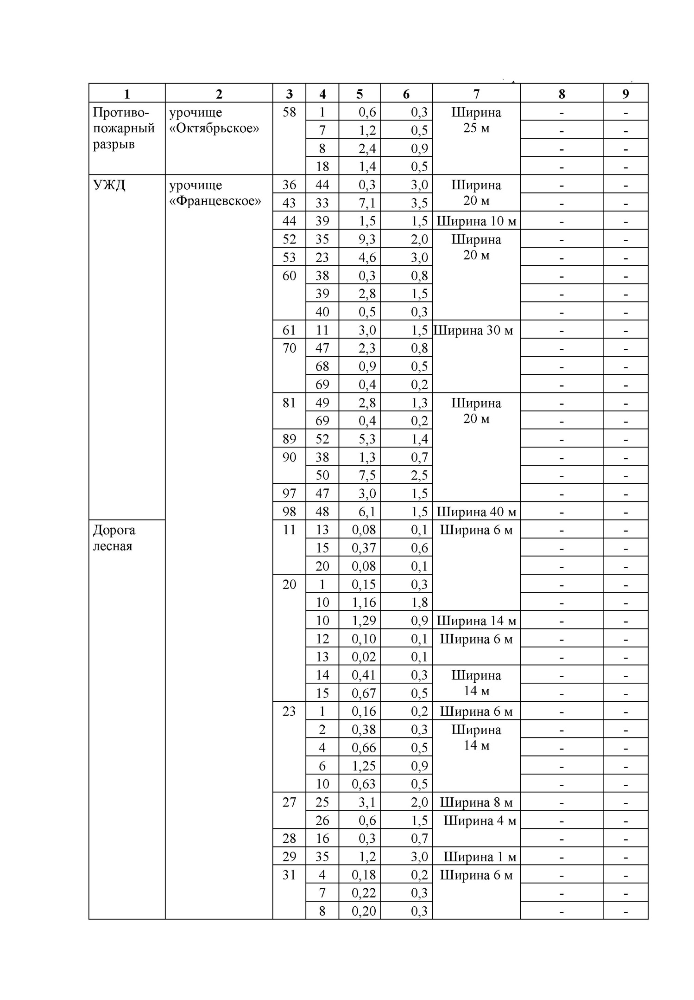 1 2 3 4 5 6 7 8 9
Противо- урочище 58 1 0,6 0,3 Ширина - -
пожарный «Октябрьское» 7 1,2 0,5 25 м - -
разрыв 8 2,4 0,9 - -
18 1,4 0,5 - -
УЖД урочище 36 44 0,3 3,0 Ширина - -
«Францевское» 43 33 7,1 3,5 20 м - -
44 39 1,5 1,5 Ширина 10 м - -
52 35 9,3 2,0 Ширина - -
53 23 4,6 3,0 20 м - -
60 38 0,3 0,8 - -
39 2,8 1,5 - -
40 0,5 0,3 - -
61 11 3,0 1,5 Ширина 30 м - -
70 47 2,3 0,8 - -
68 0,9 0,5 - -
69 0,4 0,2 - -
81 49 2,8 1,3 Ширина - -
69 0,4 0,2 20 м - -
89 52 5,3 1,4 - -
90 38 1,3 0,7 - -
50 7,5 2,5 - -
97 47 3,0 1,5 - -
98 48 6,1 1,5 Ширина 40 м - -
Дорога 11 13 0,08 0,1 Ширина 6 м - -
лесная 15 0,37 0,6 - -
20 0,08 0,1 - -
20 1 0,15 0,3 - -
10 1,16 1,8 - -
10 1,29 0,9 Ширина 14 м - -
12 0,10 0,1 Ширина 6 м - -
13 0,02 0,1 - -
14 0,41 0,3 Ширина - -
15 0,67 0,5 14 м - -
23 1 0,16 0,2 Ширина 6 м - -
2 0,38 0,3 Ширина - -
4 0,66 0,5 14 м - -
6 1,25 0,9 - -
10 0,63 0,5 - -
27 25 3,1 2,0 Ширина 8 м - -
26 0,6 1,5 Ширина 4 м - -
28 16 0,3 0,7 - -
29 35 1,2 3,0 Ширина 1 м - -
31 4 0,18 0,2 Ширина 6 м - -
7 0,22 0,3 - -
8 0,20 0,3 - -